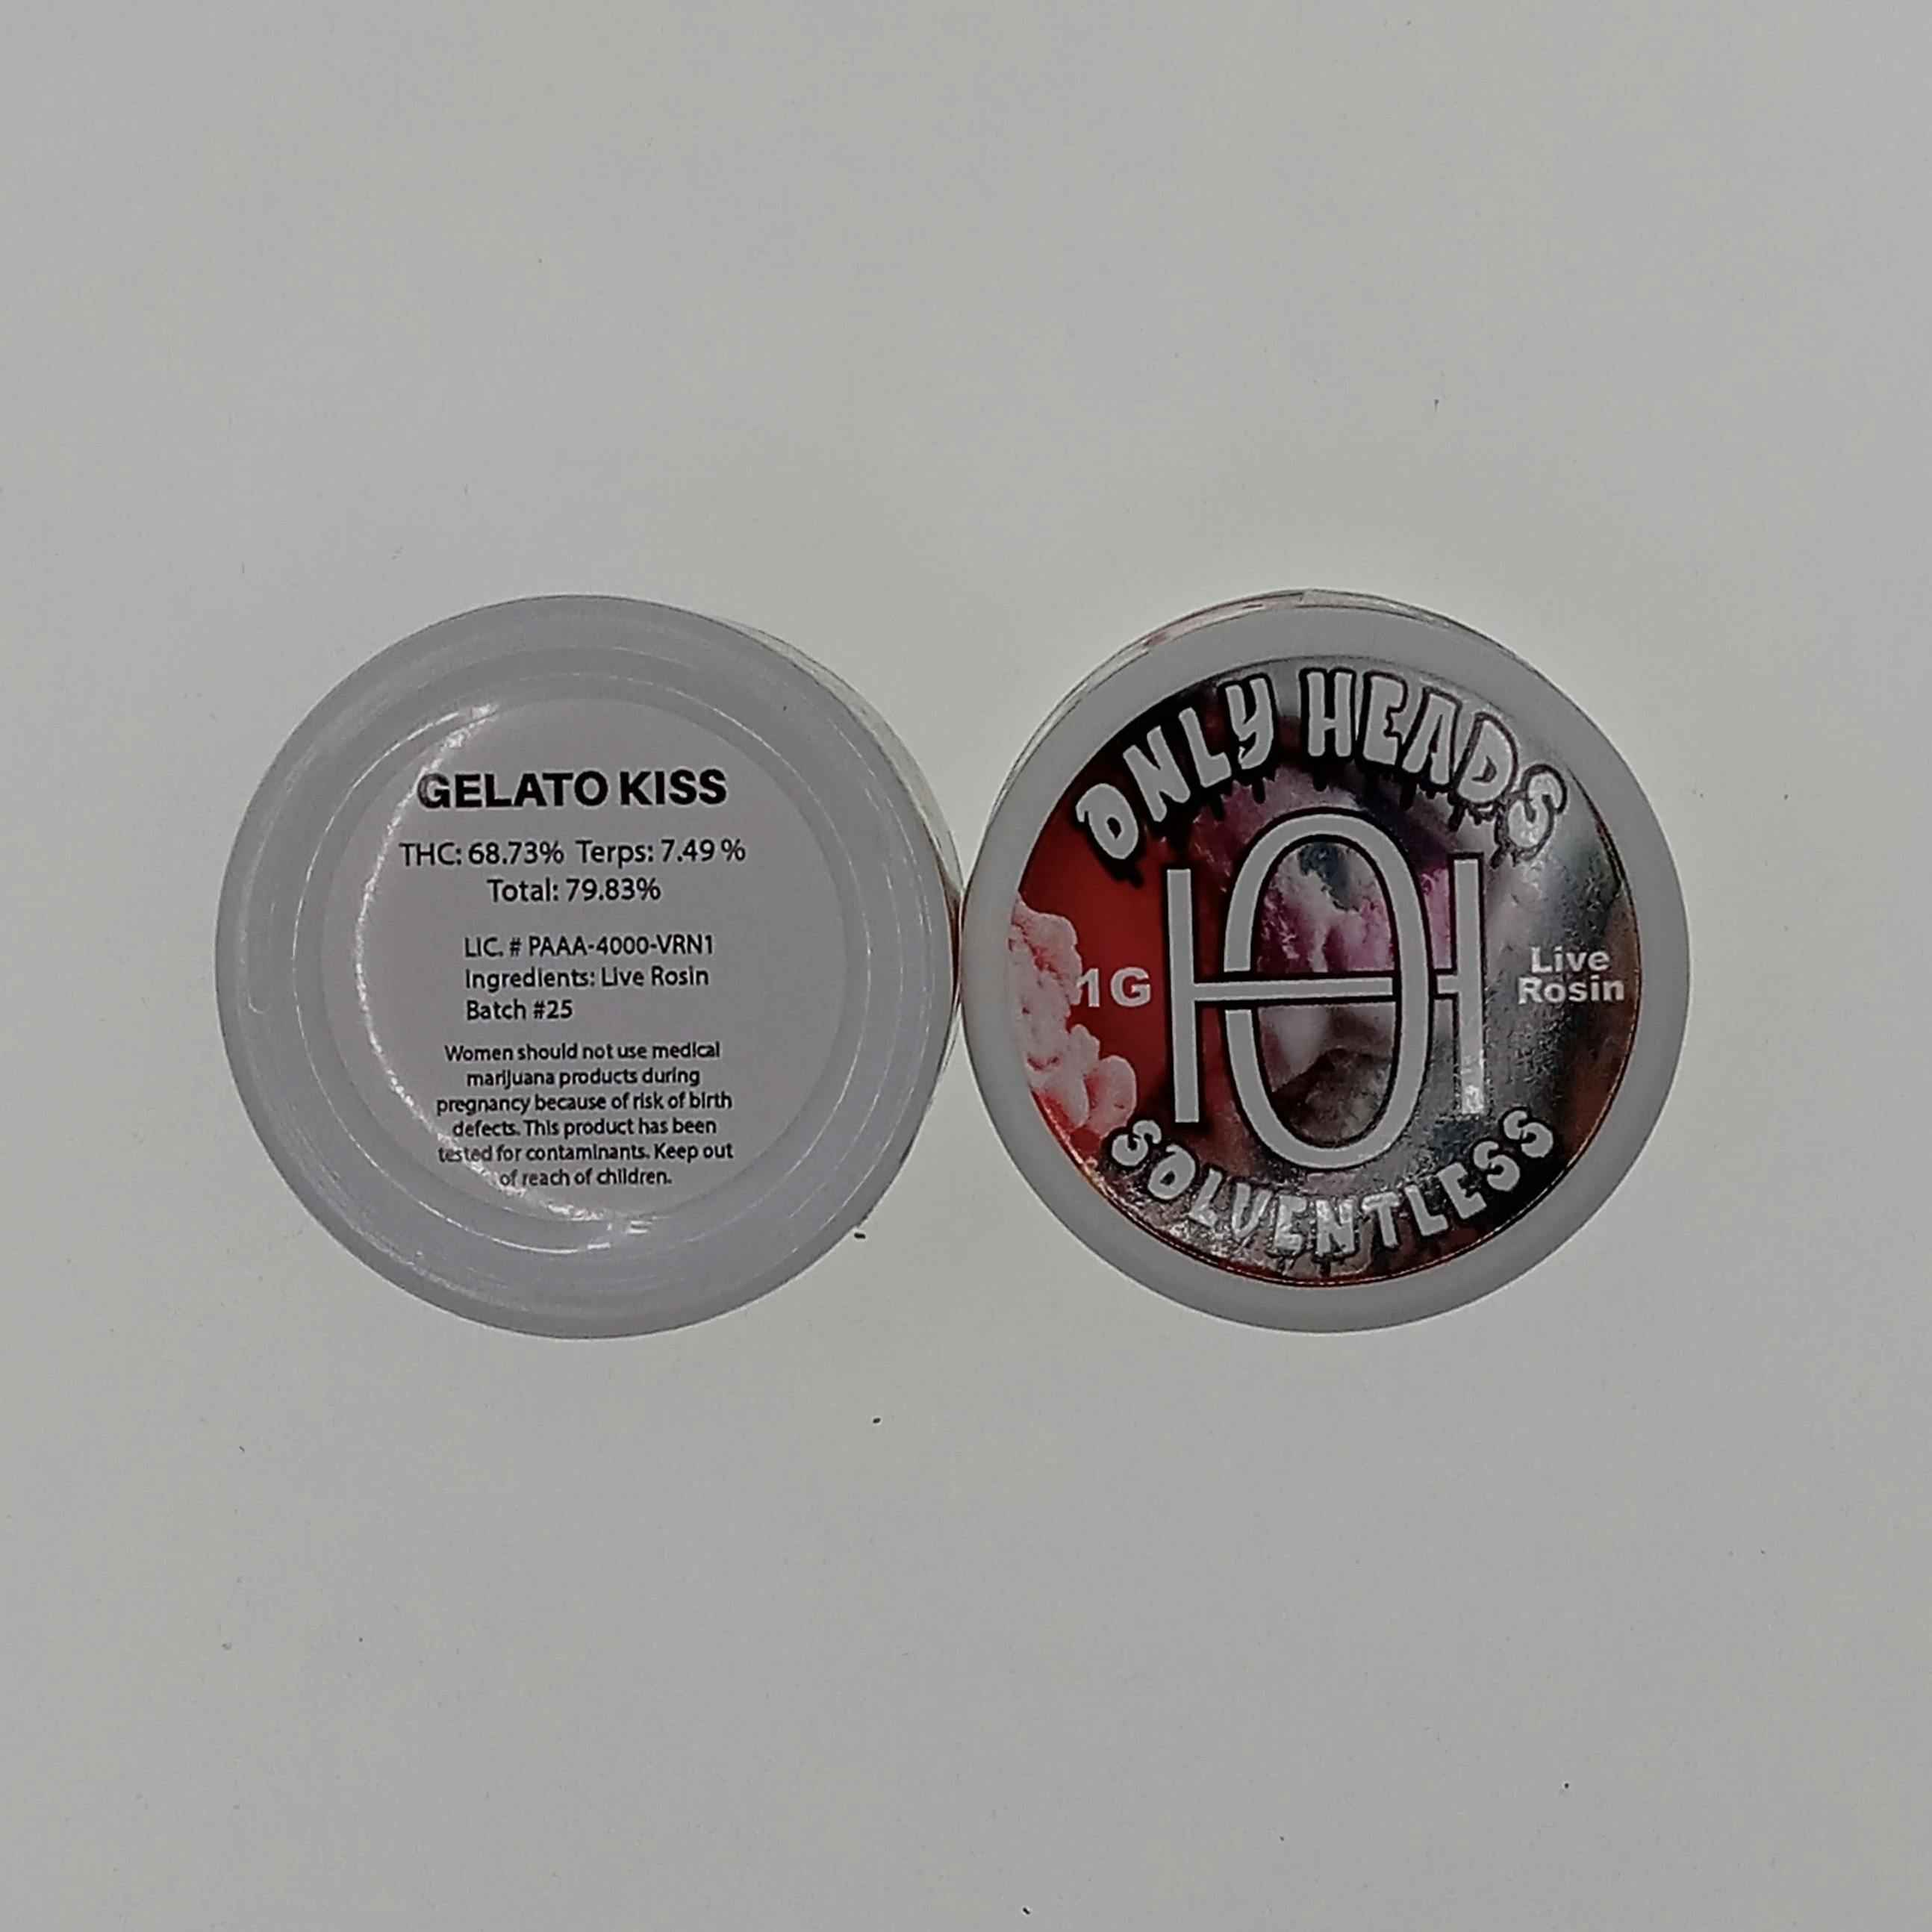 GELATO KISS
THC: 68.73% Terps: 7.49 %
Total: 79.83%
LIC. # PAAA-4000-VRN1
Ingredients: Live Rosin
Batch #25
Women should not use medical
marijuana products during
pregnancy because of risk of birth
defects. This product has been
tested for contaminants. Keep out
of reach of children.
ONLY HEADS
OH
1G
Live
Rosin
SOLVENTLESS